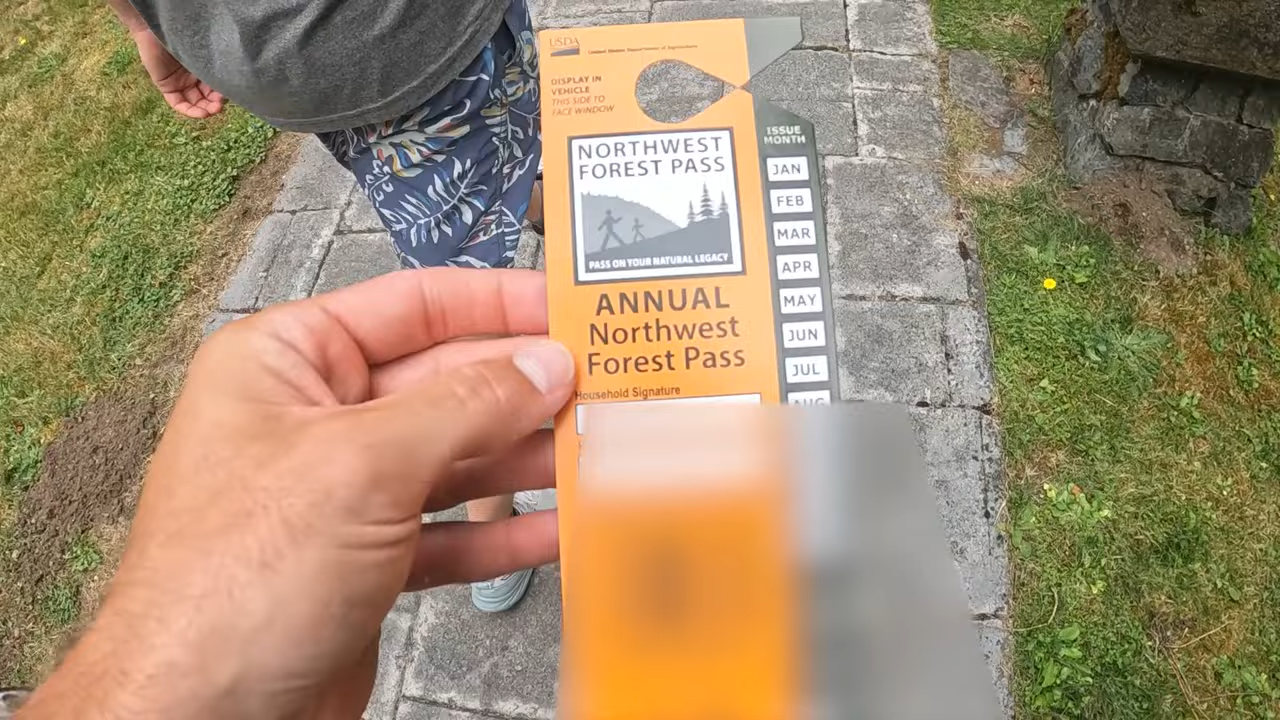 USDA
United States Department of Agriculture
DISPLAY IN
VEHICLE
THIS SIDE TO
FACE WINDOW
NORTHWEST
FOREST PASS
PASS ON YOUR NATURAL LEGACY
ANNUAL
Northwest
Forest Pass
Household Signature
ISSUE
MONTH
JAN
FEB
MAR
APR
MAY
JUN
JUL
AUG